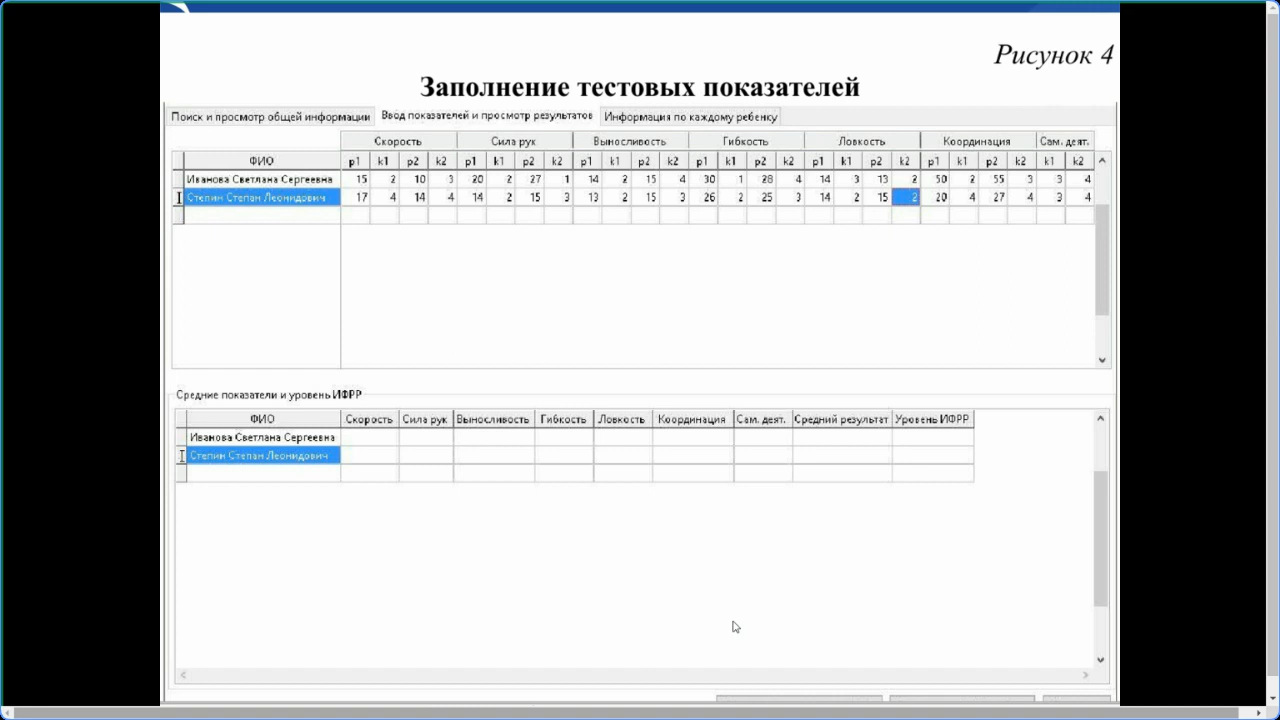 Рисунок 4
Заполнение тестовых показателей
Поиск и просмотр общей информации Ввод показателей и просмотр результатов Информация по каждому ребенку
Скорость Сила рук Выносливость Гибкость Ловкость Координация Сам. деят.
ФИО p1 k1 p2 k2 p1 k1 p2 k2 p1 k1 p2 k2 p1 k1 p2 k2 p1 k1 p2 k2 p1 k1 p2 k2 k1 k2
Иванова Светлана Сергеевна 15 2 10 3 20 2 27 1 14 2 15 4 30 1 28 4 14 3 13 2 50 2 55 3 3 4
Степин Степан Леонидович 17 4 14 4 14 2 15 3 13 2 15 3 26 2 25 3 14 2 15 2 20 4 27 4 3 4
Средние показатели и уровень ИФРР
ФИО Скорость Сила рук Выносливость Гибкость Ловкость Координация Сам. деят. Средний результат Уровень ИФРР
Иванова Светлана Сергеевна
Степин Степан Леонидович